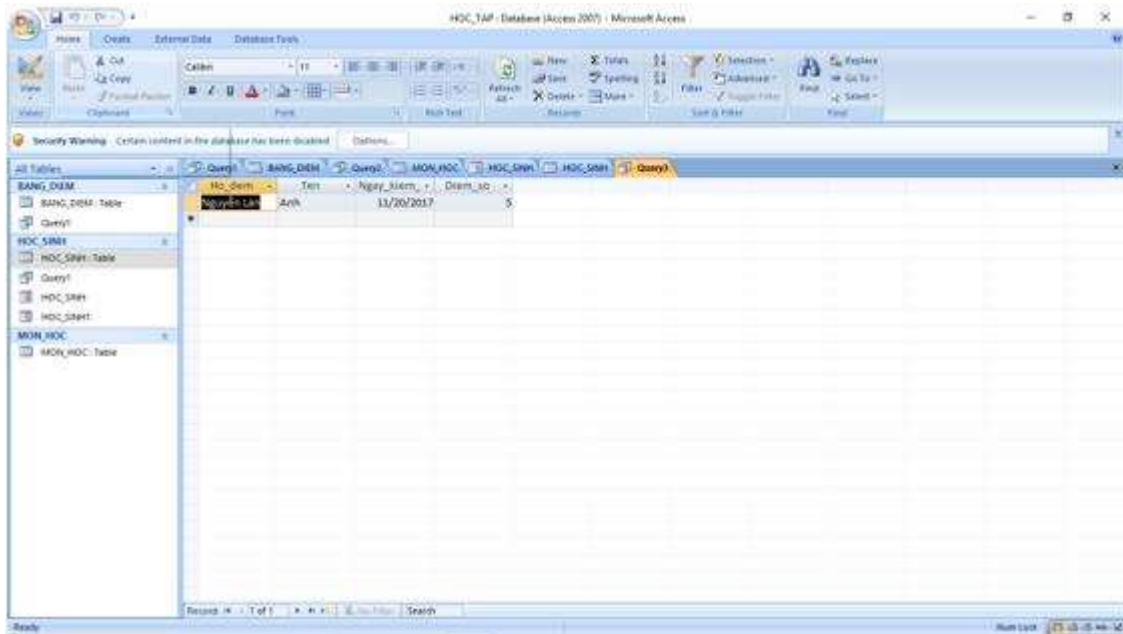 HOC_TAP : Database (Access 2007) - Microsoft Access
Home Create External Data Database Tools
View Paste Cut Copy Format Painter
Calibri 11
Refresh All New Save Delete Totals Spelling More
Filter Selection Advanced Toggle Filter
Find Replace Go To Select
Views Clipboard Font Rich Text Records Sort & Filter Find
Security Warning Certain content in the database has been disabled Options...
All Tables
Query1 BANG_DIEM Query2 MON_HOC HOC_SINH HOC_SINH Query3
Ho_dem Ten Ngay_kiem_ Diem_so
Nguyễn Lan Anh 11/20/2017 5
BANG_DIEM
BANG_DIEM : Table
Query1
HOC_SINH
HOC_SINH : Table
Query1
HOC_SINH
HOC_SINH1
MON_HOC
MON_HOC : Table
Record: 1 of 1 No Filter Search
Ready Num Lock